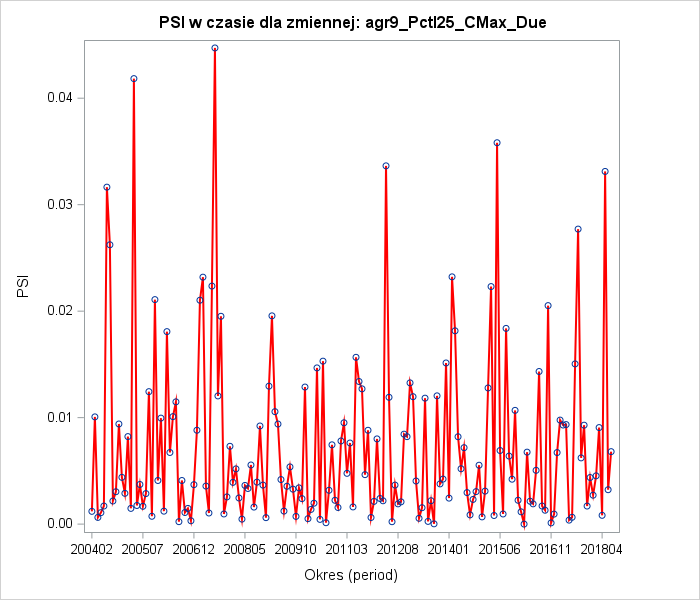 PSI w czasie dla zmiennej: agr9_Pctl25_CMax_Due
0.04
0.03
0.02
0.01
0.00
PSI
200402 200507 200612 200805 200910 201103 201208 201401 201506 201611 201804
Okres (period)